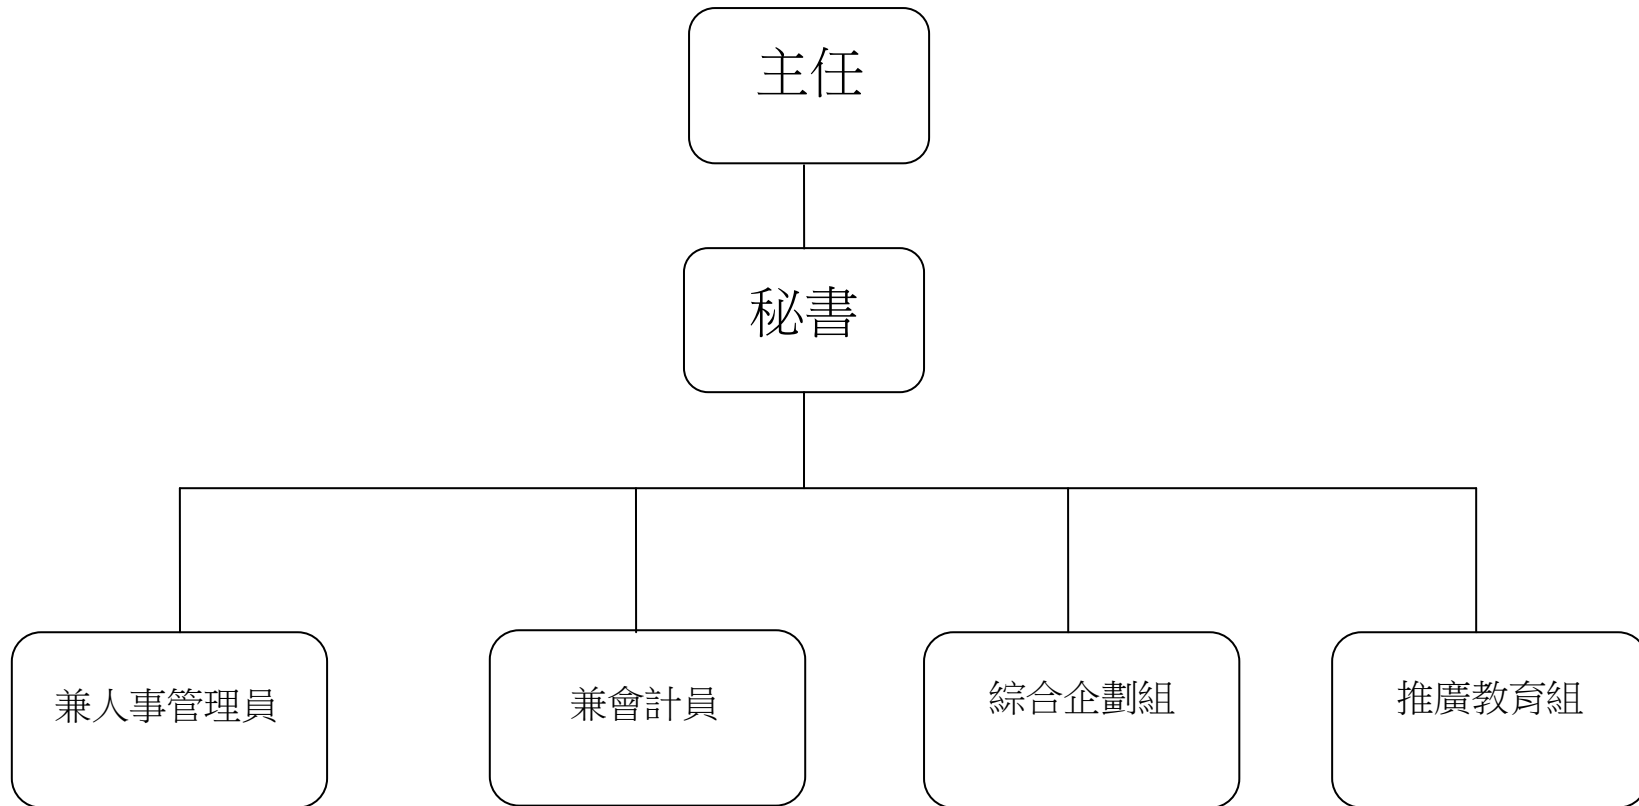 主任
秘書
兼人事管理員
兼會計員
綜合企劃組
推廣教育組